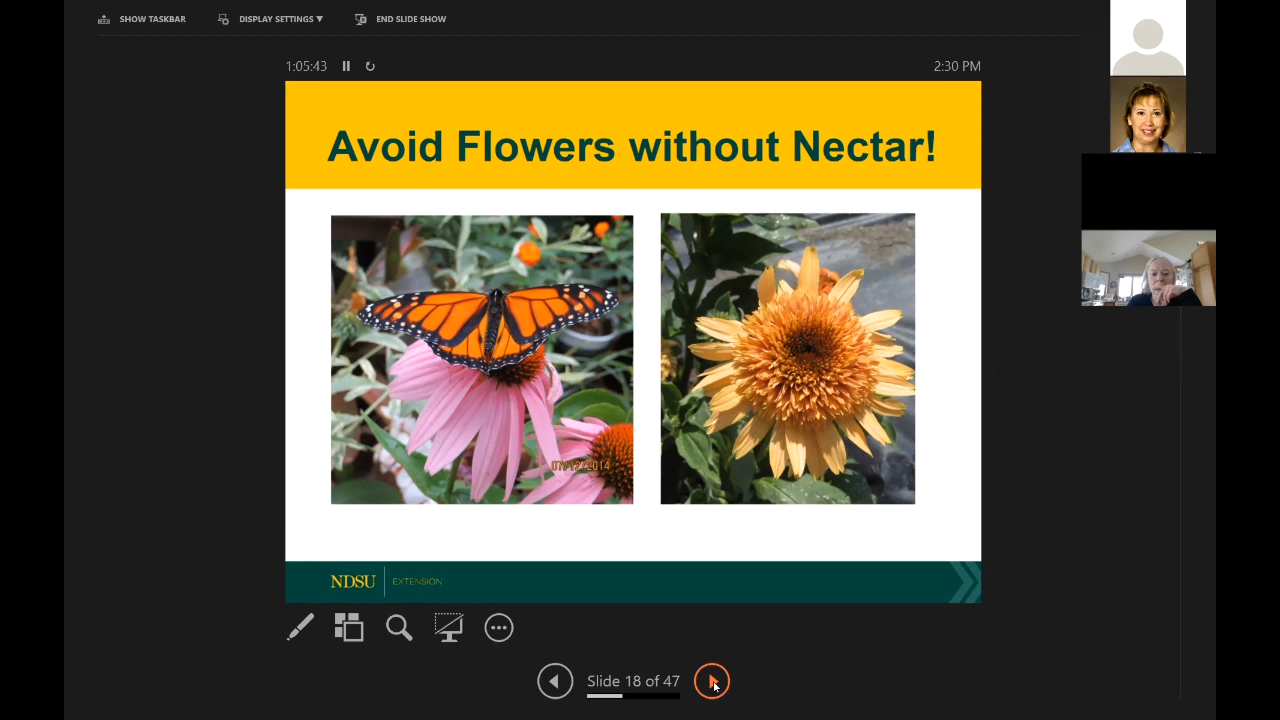 SHOW TASKBAR DISPLAY SETTINGS ▼ END SLIDE SHOW
1:05:43 2:30 PM
Avoid Flowers without Nectar!
07/12/2014
NDSU EXTENSION
Slide 18 of 47